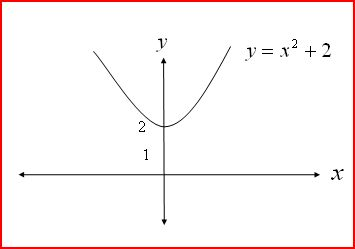 y
y = x² + 2
2
1
x